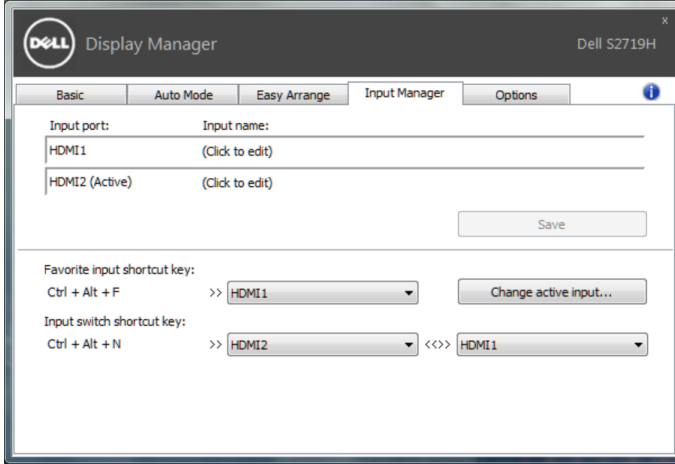 x
DELL Display Manager Dell S2719H
Basic Auto Mode Easy Arrange Input Manager Options i
Input port: Input name:
HDMI1 (Click to edit)
HDMI2 (Active) (Click to edit)
Save
Favorite input shortcut key:
Ctrl + Alt + F >> HDMI1 Change active input...
Input switch shortcut key:
Ctrl + Alt + N >> HDMI2 <<>> HDMI1